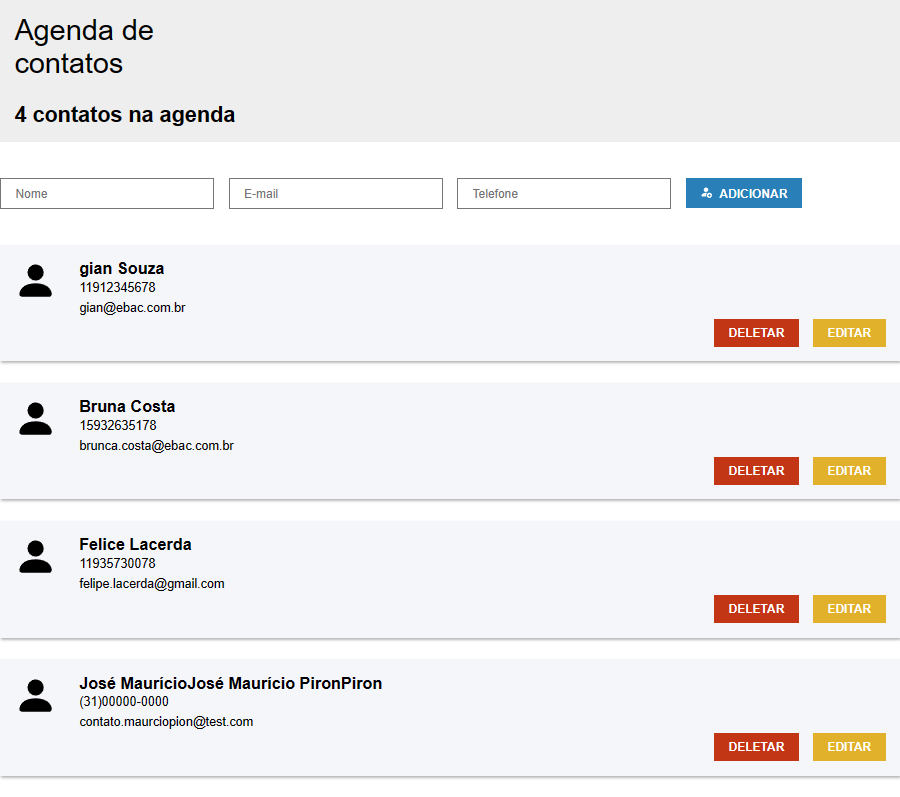 Agenda de
contatos
4 contatos na agenda
Nome E-mail Telefone ADICIONAR
gian Souza
11912345678
gian@ebac.com.br
DELETAR EDITAR
Bruna Costa
15932635178
brunca.costa@ebac.com.br
DELETAR EDITAR
Felice Lacerda
11935730078
felipe.lacerda@gmail.com
DELETAR EDITAR
José MaurícioJosé Maurício PironPiron
(31)00000-0000
contato.maurciopion@test.com
DELETAR EDITAR